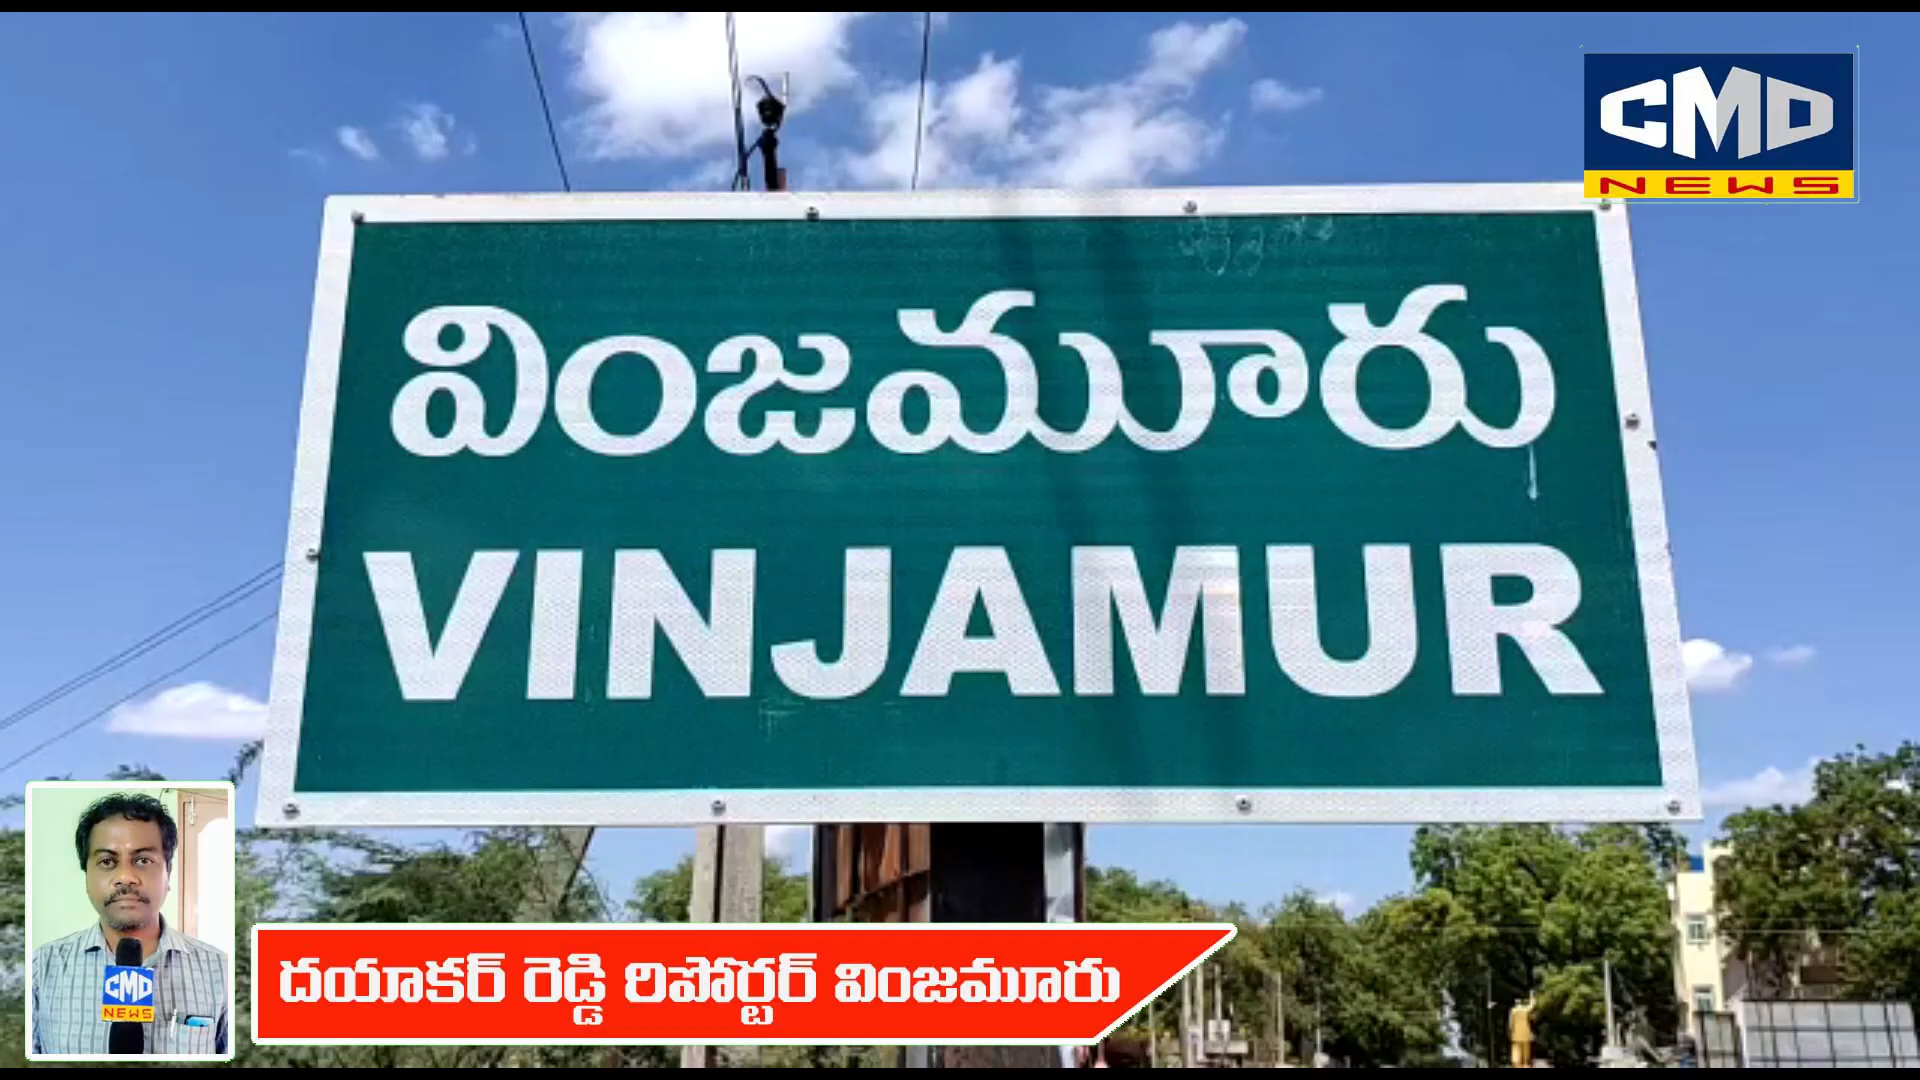 CMD
NEWS
వింజమూరు
VINJAMUR
CMD
NEWS
దయాకర్ రెడ్డి రిపోర్టర్ వింజమూరు